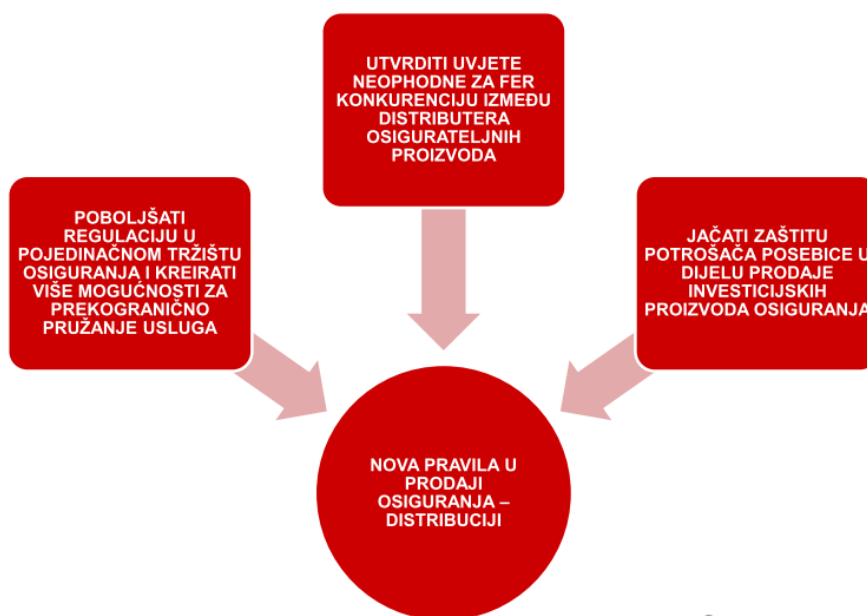 UTVRDITI UVJETE
NEOPHODNE ZA FER
KONKURENCIJU IZMEĐU
DISTRIBUTERA
OSIGURATELJNIH
PROIZVODA
POBOLJŠATI
REGULACIJU U
POJEDINAČNOM TRŽIŠTU
OSIGURANJA I KREIRATI
VIŠE MOGUĆNOSTI ZA
PREKOGRANIČNO
PRUŽANJE USLUGA
JAČATI ZAŠTITU
POTROŠAČA POSEBICE U
DIJELU PRODAJE
INVESTICIJSKIH
PROIZVODA OSIGURANJA
NOVA PRAVILA U
PRODAJI
OSIGURANJA –
DISTRIBUCIJI